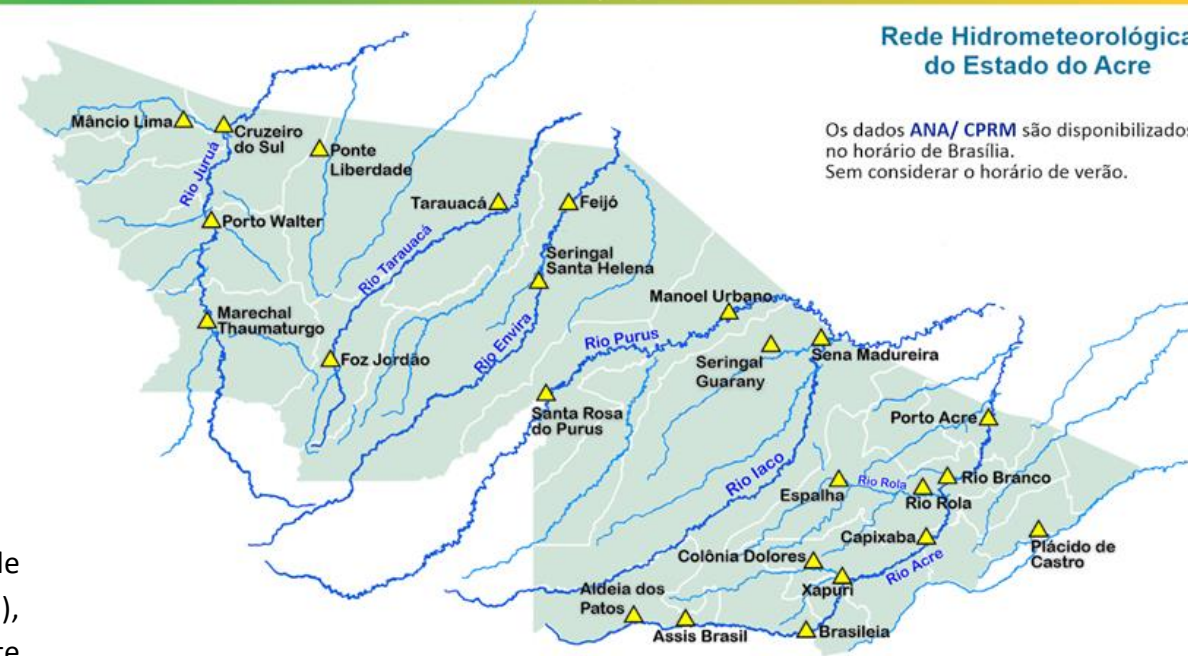 Rede Hidrometeorológica
do Estado do Acre
Os dados ANA/ CPRM são disponibilizados
no horário de Brasília.
Sem considerar o horário de verão.
Mâncio Lima
Cruzeiro
do Sul
Ponte
Liberdade
Rio Juruá
Porto Walter
Tarauacá
Feijó
Rio Tarauacá
Seringal
Santa Helena
Marechal
Thaumaturgo
Foz Jordão
Rio Envira
Manoel Urbano
Rio Purus
Seringal
Guarany
Sena Madureira
Santa Rosa
do Purus
Porto Acre
Rio Iaco
Espalha
Rio Rola
Rio Rola
Rio Branco
Capixaba
Plácido de
Castro
Colônia Dolores
Xapuri
Rio Acre
Aldeia dos
Patos
Assis Brasil
Brasileia
de
),
te